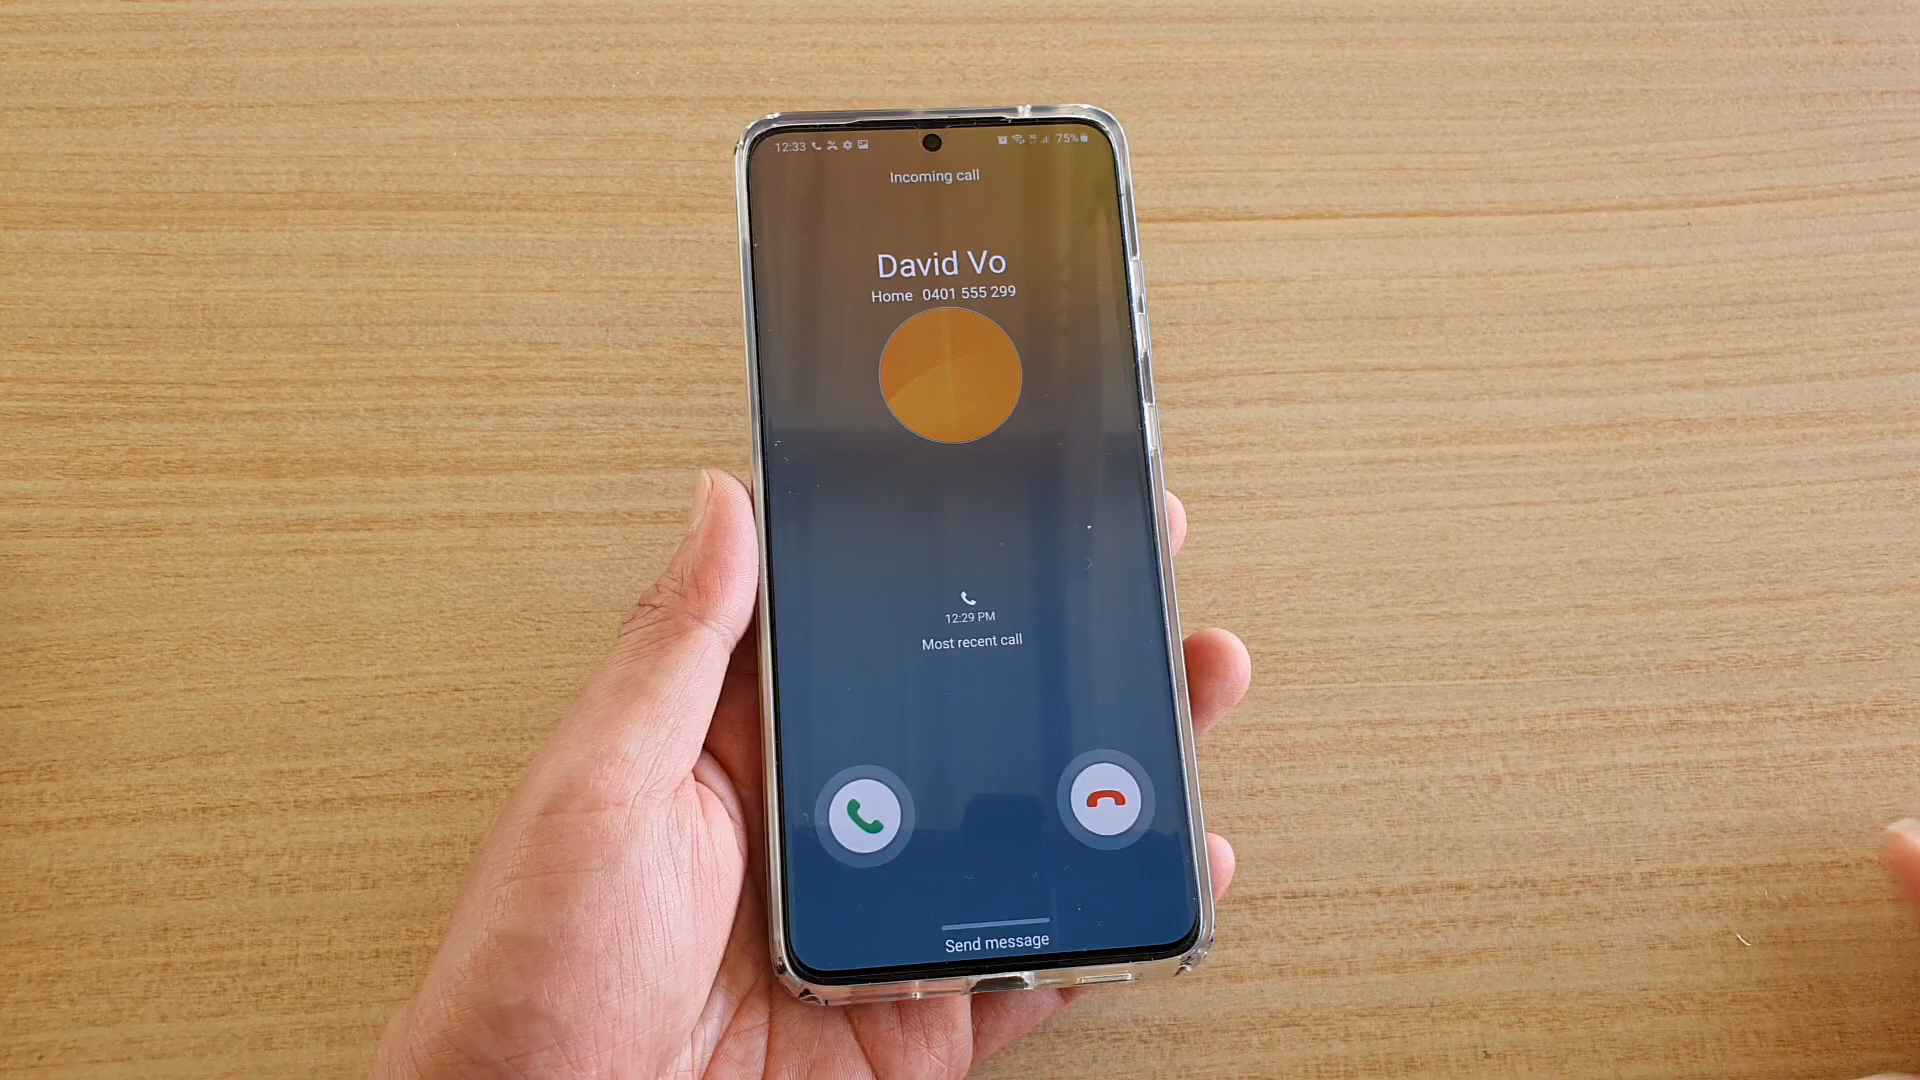 12:33 75%
Incoming call
David Vo
Home 0401 555 299
12:29 PM
Most recent call
Send message